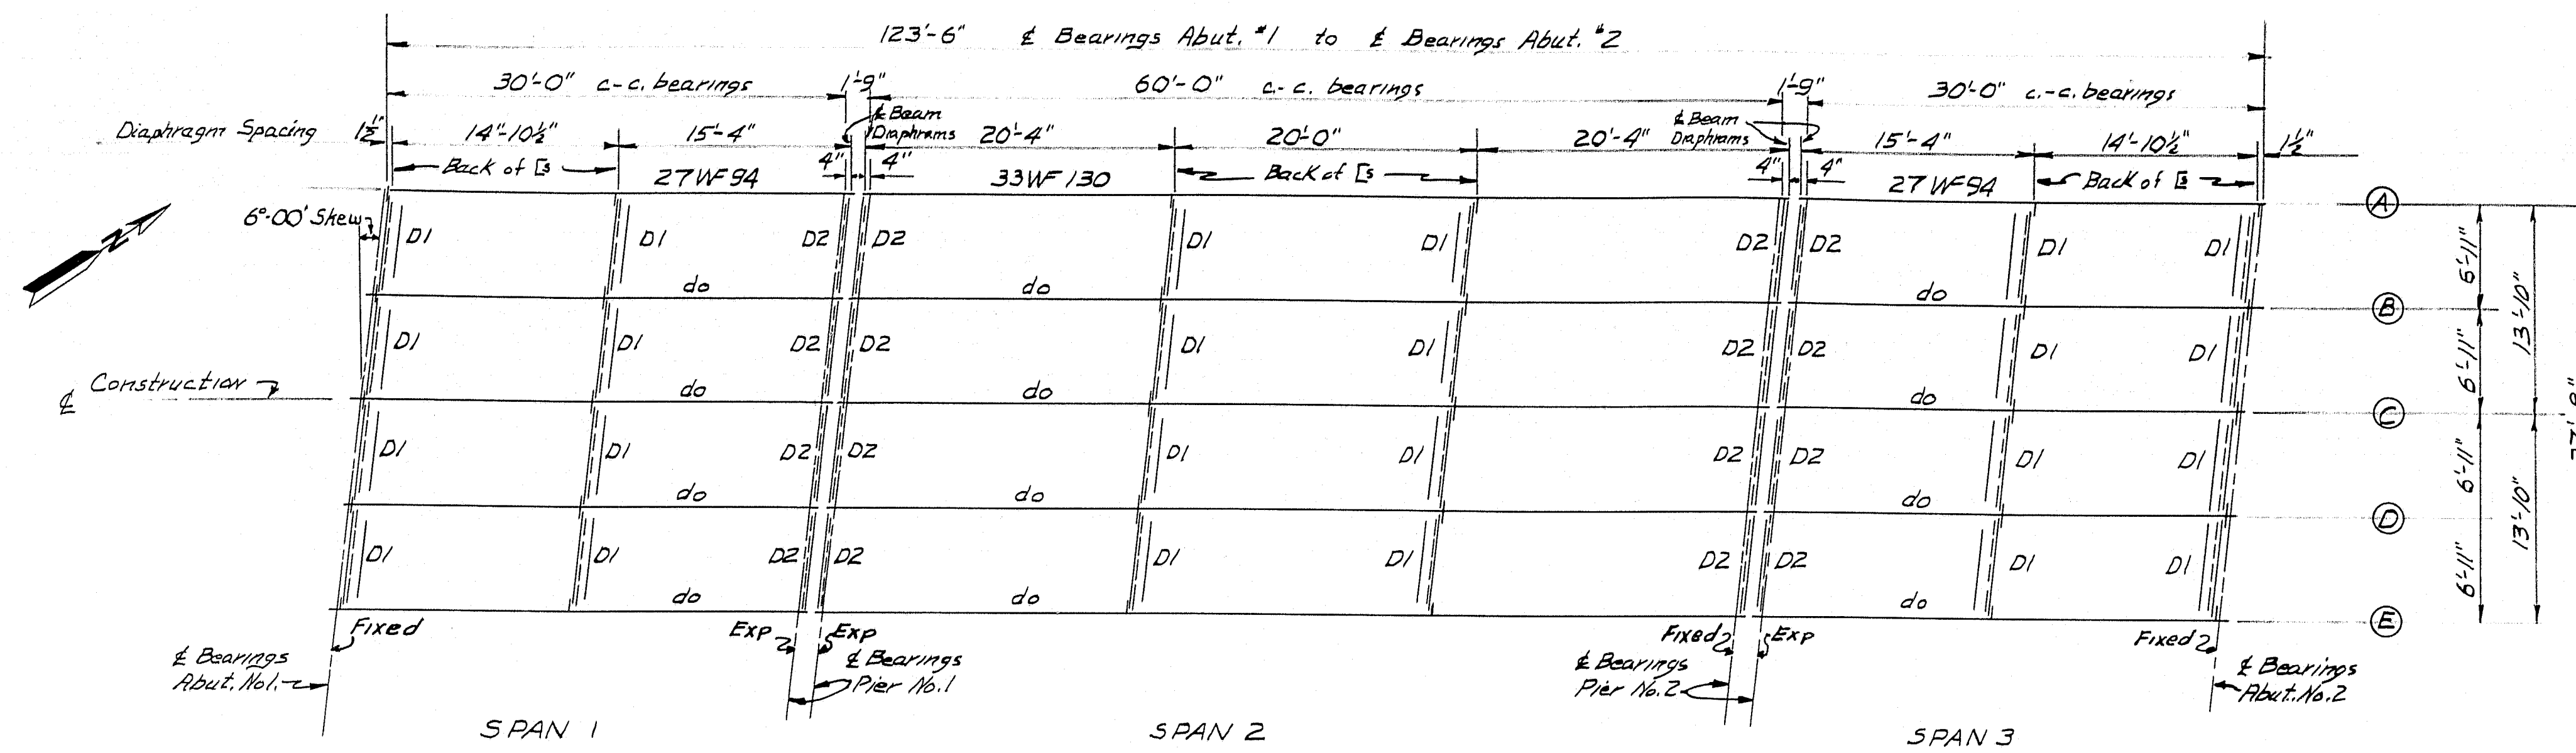 123'-6" ℄ Bearings Abut. #1 to ℄ Bearings Abut. #2
30'-0" c-c. bearings 1'-9" 60'-0" c.-c. bearings 1'-9" 30'-0" c.-c. bearings
℄ Beam Diaphrams
℄ Beam Diaphrams
Diaphragm Spacing 1½" 14'-10½" 15'-4" 20'-4" 20'-0" 20'-4" 15'-4" 14'-10½" 1½"
Back of [s 4" 4" Back of [s 4" 4" Back of [s
27WF94 33WF130 27WF94
N
6°-00' Skew
D1 D1 D2 D2 D1 D1 D2 D2 D1 D1
do do do
D1 D1 D2 D2 D1 D1 D2 D2 D1 D1
℄ Construction
do do do
D1 D1 D2 D2 D1 D1 D2 D2 D1 D1
do do do
D1 D1 D2 D2 D1 D1 D2 D2 D1 D1
do do do
A
B
C
D
E
6'-11"
6'-11"
6'-11"
6'-11"
13'-10"
13'-10"
Fixed Exp Exp Fixed Exp Fixed
℄ Bearings
Abut. No1.
℄ Bearings
Pier No.1
℄ Bearings
Pier No.2
℄ Bearings
Abut. No.2
SPAN 1 SPAN 2 SPAN 3